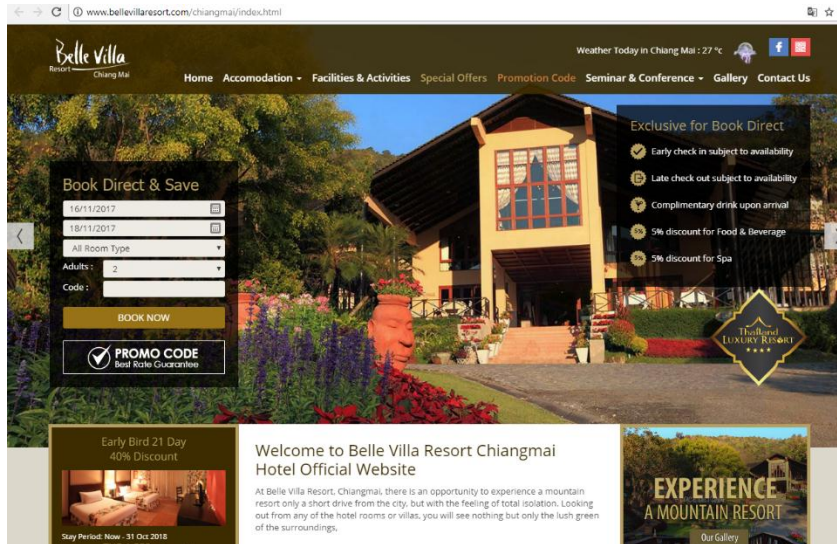 www.bellevillaresort.com/chiangmai/index.html
Belle Villa
Resort Chiang Mai
Weather Today in Chiang Mai : 27 °c
Home Accomodation Facilities & Activities Special Offers Promotion Code Seminar & Conference Gallery Contact Us
Book Direct & Save
16/11/2017
18/11/2017
All Room Type
Adults : 2
Code :
BOOK NOW
PROMO CODE
Best Rate Guarantee
Exclusive for Book Direct
Early check in subject to availability
Late check out subject to availability
Complimentary drink upon arrival
5% 5% discount for Food & Beverage
5% 5% discount for Spa
Thailand
LUXURY RESORT
Early Bird 21 Day
40% Discount
Stay Period: Now - 31 Oct 2018
Welcome to Belle Villa Resort Chiangmai
Hotel Official Website
At Belle Villa Resort, Chiangmai, there is an opportunity to experience a mountain
resort only a short drive from the city, but with the feeling of total isolation. Looking
out from any of the hotel rooms or villas, you will see nothing but only the lush green
of the surroundings,
EXPERIENCE
A MOUNTAIN RESORT
Our Gallery